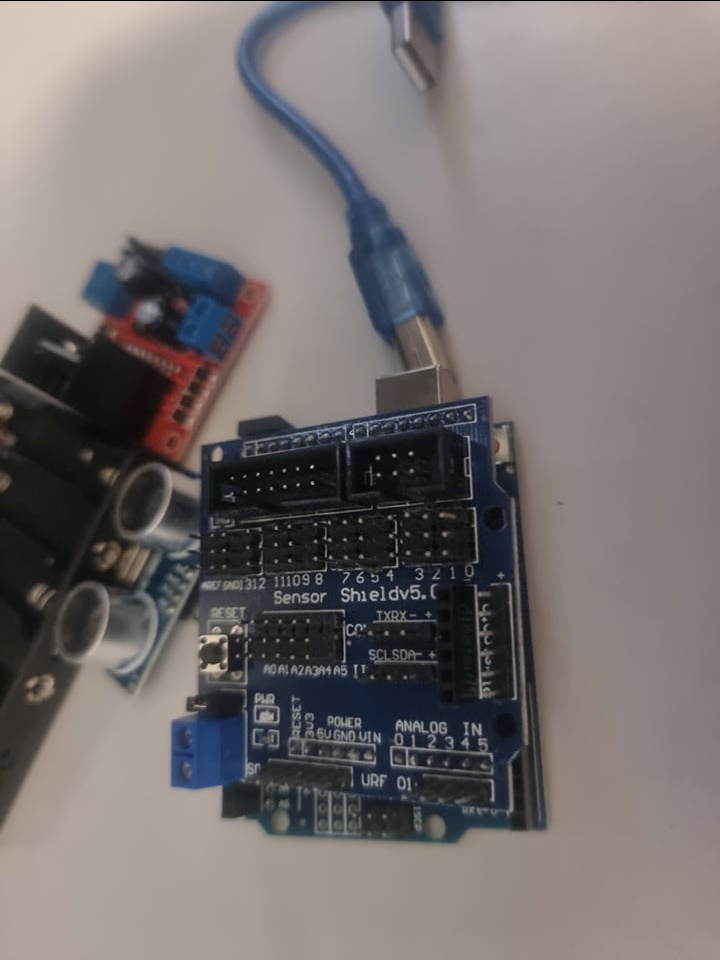 AREF GND 13 12 11 10 9 8 7 6 5 4 3 2 1 0 +
Sensor Shieldv5.0
RESET
TXRX- +
SCLSDA- +
A0 A1 A2 A3 A4 A5
PWR
RESET
3V3
POWER
5V GND VIN
ANALOG IN
0 1 2 3 4 5
URF 01
ICSP